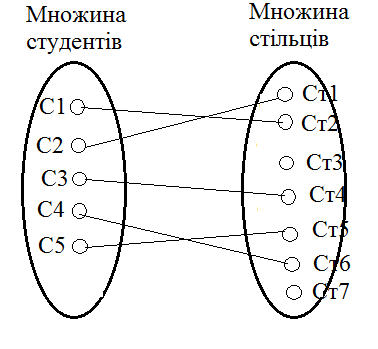 Множина
студентів
Множина
стільців
С1
С2
С3
С4
С5
Ст1
Ст2
Ст3
Ст4
Ст5
Ст6
Ст7